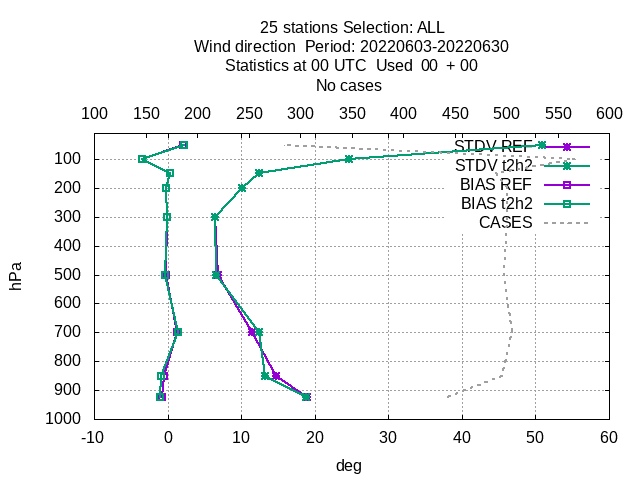 25 stations Selection: ALL
Wind direction  Period: 20220603-20220630
Statistics at 00 UTC  Used  00  + 00
No cases
100 150 200 250 300 350 400 450 500 550 600
STDV REF
STDV t2h2
BIAS REF
BIAS t2h2
CASES
hPa
100
200
300
400
500
600
700
800
900
1000
-10 0 10 20 30 40 50 60
deg